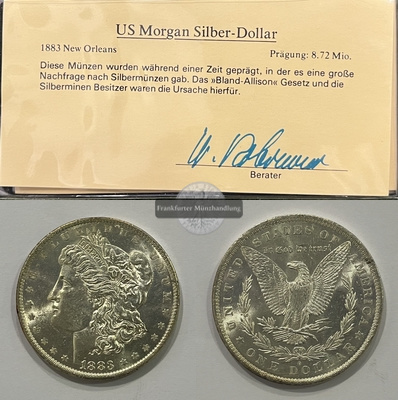 US Morgan Silber-Dollar
1883 New Orleans Prägung: 8.72 Mio.
Diese Münzen wurden während einer Zeit geprägt, in der es eine große
Nachfrage nach Silbermünzen gab. Das »Bland-Allison« Gesetz und die
Silberminen Besitzer waren die Ursache hierfür.
Berater
Frankfurter Münzhandlung
1883
UNITED STATES OF AMERICA
In God we trust
ONE DOLLAR